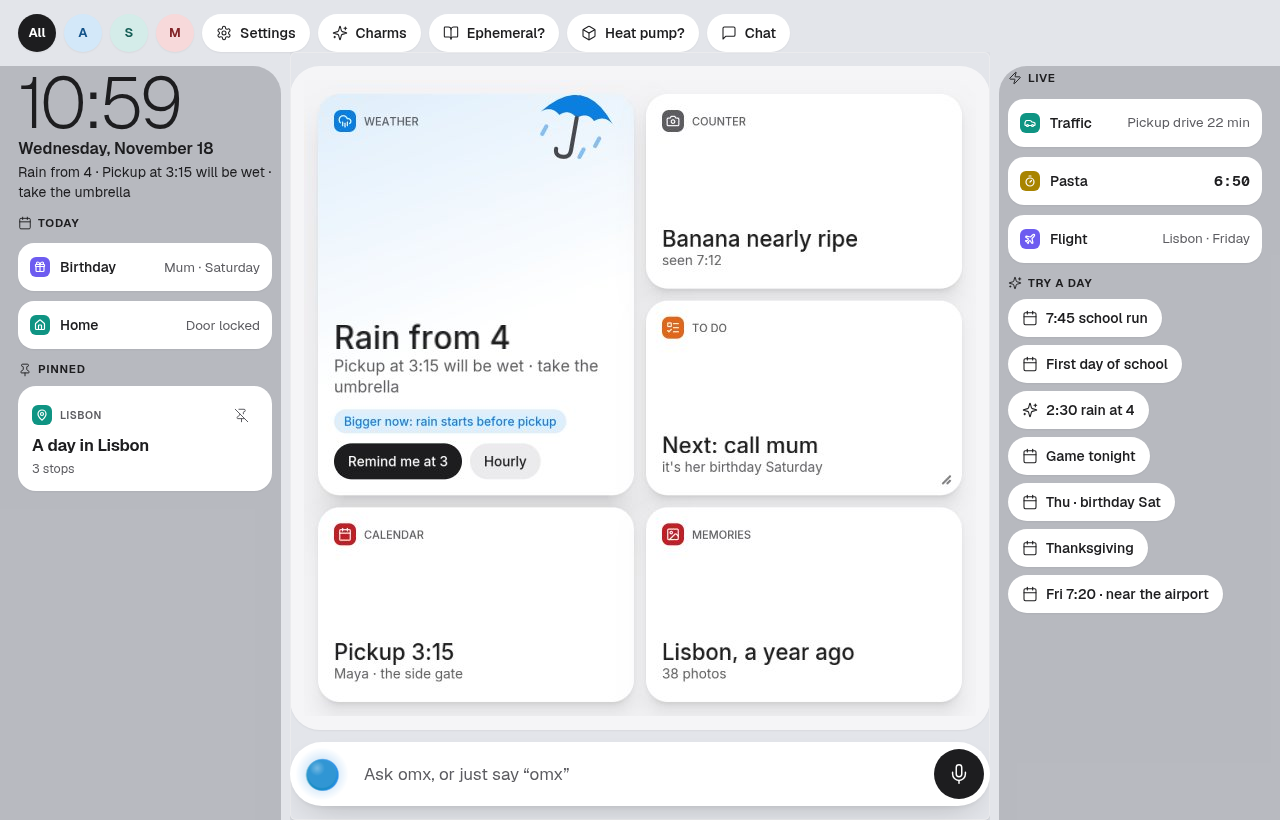 All
A
S
M
Settings
Charms
Ephemeral?
Heat pump?
Chat
10:59
Wednesday, November 18
Rain from 4 · Pickup at 3:15 will be wet ·
take the umbrella
TODAY
Birthday
Mum · Saturday
Home
Door locked
PINNED
LISBON
A day in Lisbon
3 stops
WEATHER
Rain from 4
Pickup at 3:15 will be wet · take the
umbrella
Bigger now: rain starts before pickup
Remind me at 3
Hourly
COUNTER
Banana nearly ripe
seen 7:12
TO DO
Next: call mum
it's her birthday Saturday
CALENDAR
Pickup 3:15
Maya · the side gate
MEMORIES
Lisbon, a year ago
38 photos
Ask omx, or just say “omx”
LIVE
Traffic
Pickup drive 22 min
Pasta
6:50
Flight
Lisbon · Friday
TRY A DAY
7:45 school run
First day of school
2:30 rain at 4
Game tonight
Thu · birthday Sat
Thanksgiving
Fri 7:20 · near the airport